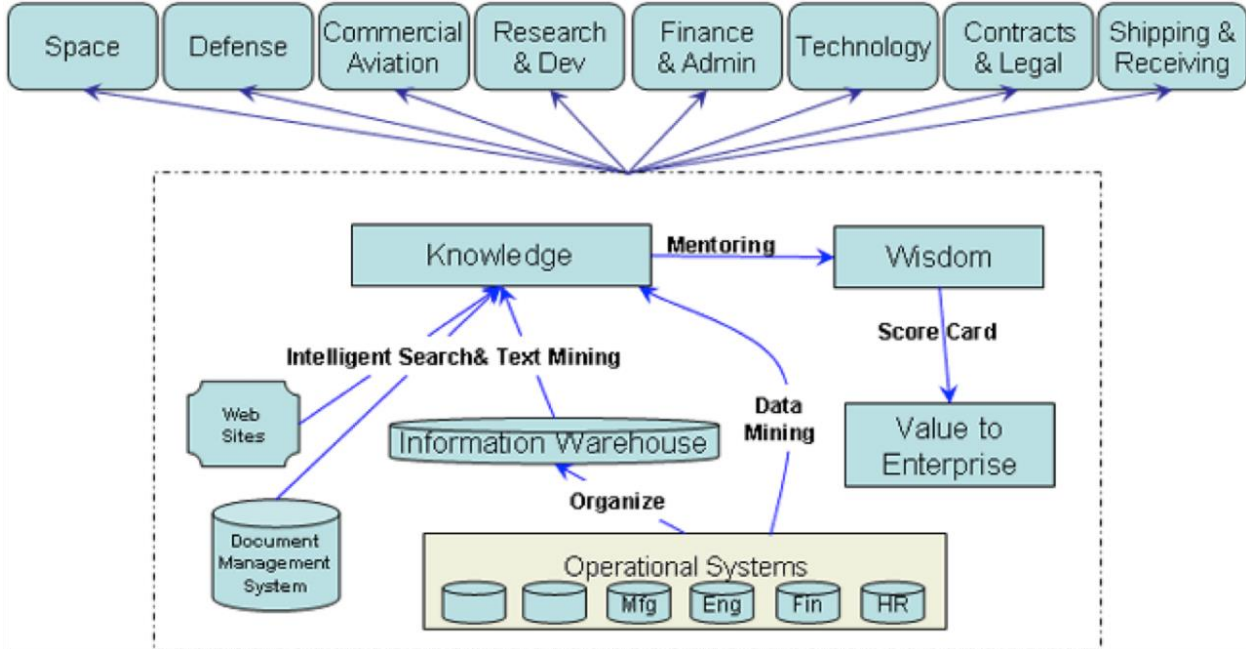 Space
Defense
Commercial
Aviation
Research
& Dev
Finance
& Admin
Technology
Contracts
& Legal
Shipping &
Receiving
Knowledge
Mentoring
Wisdom
Score Card
Intelligent Search& Text Mining
Web
Sites
Information Warehouse
Data
Mining
Value to
Enterprise
Organize
Document
Management
System
Operational Systems
Mfg
Eng
Fin
HR